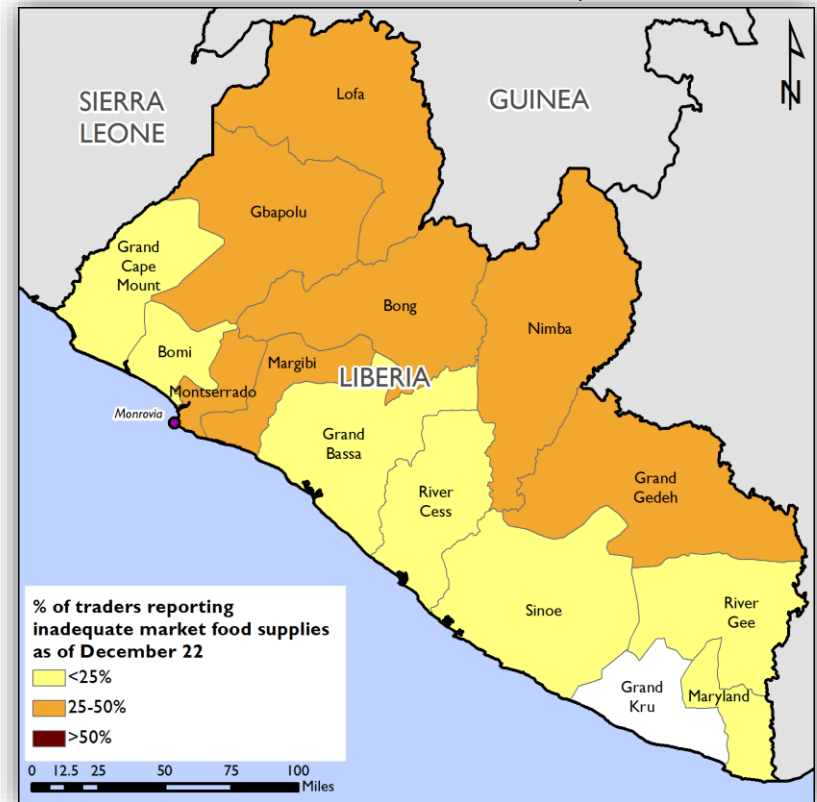 SIERRA
LEONE
GUINEA
N
Lofa
Gbapolu
Grand
Cape
Mount
Bong
Nimba
Bomi
Margibi
LIBERIA
Montserrado
Monrovia
Grand
Bassa
River
Cess
Grand
Gedeh
Sinoe
River
Gee
Grand
Kru
Maryland
% of traders reporting
inadequate market food supplies
as of December 22
<25%
25-50%
>50%
0 12.5 25 50 75 100
Miles